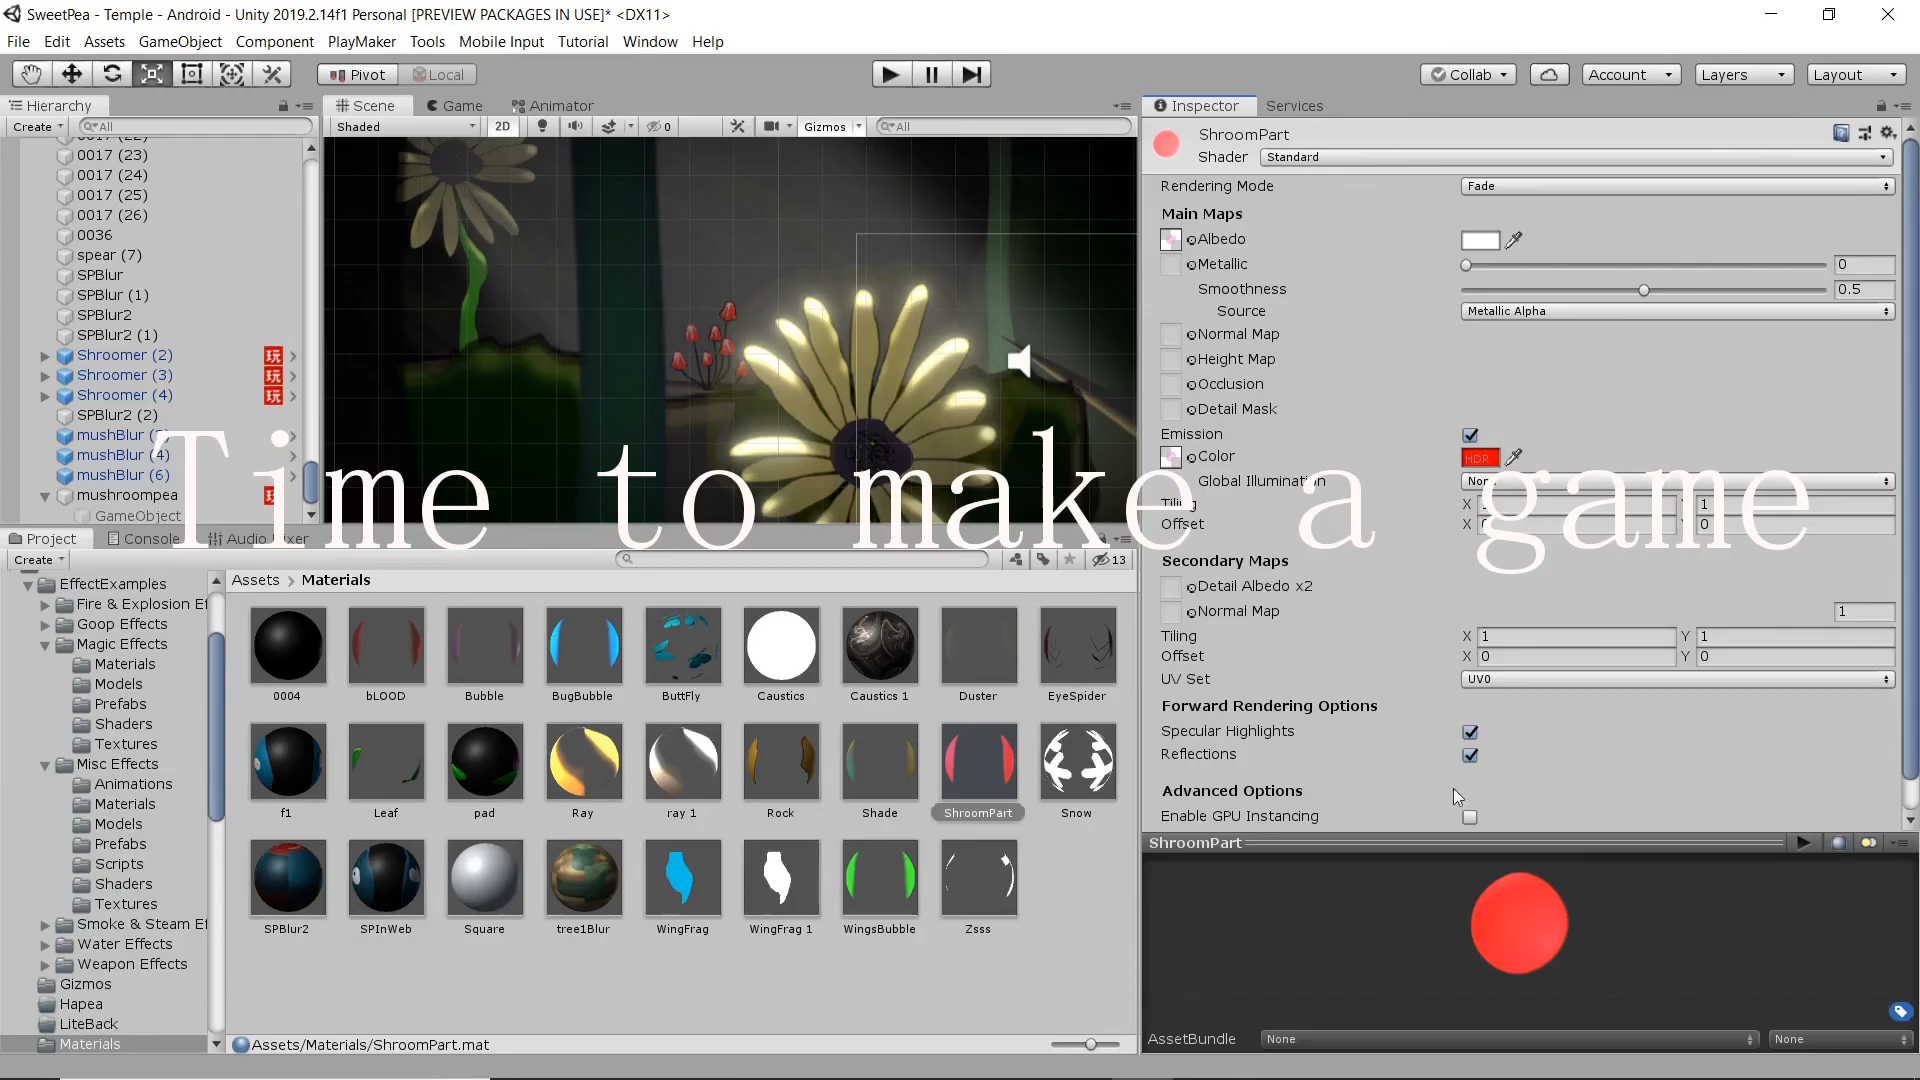 SweetPea - Temple - Android - Unity 2019.2.14f1 Personal [PREVIEW PACKAGES IN USE]* <DX11>
File Edit Assets GameObject Component PlayMaker Tools Mobile Input Tutorial Window Help
Pivot Local Collab Account Layers Layout
Hierarchy
Create All
0017 (23)
0017 (24)
0017 (25)
0017 (26)
0036
spear (7)
SPBlur
SPBlur (1)
SPBlur2
SPBlur2 (1)
Shroomer (2) 玩
Shroomer (3) 玩
Shroomer (4) 玩
SPBlur2 (2)
mushBlur
mushBlur (4)
mushBlur (6)
mushroompea
GameObject
Scene Game Animator
Shaded 2D 0 Gizmos All
Time to make a game
Project Console Audio Mixer
Create
13
EffectExamples
Fire & Explosion Ef
Goop Effects
Magic Effects
Materials
Models
Prefabs
Shaders
Textures
Misc Effects
Animations
Materials
Models
Prefabs
Scripts
Shaders
Textures
Smoke & Steam Ef
Water Effects
Weapon Effects
Gizmos
Hapea
LiteBack
Materials
Assets > Materials
0004 bLOOD Bubble BugBubble ButtFly Caustics Caustics 1 Duster EyeSpider
f1 Leaf pad Ray ray 1 Rock Shade ShroomPart Snow
SPBlur2 SPInWeb Square tree1Blur WingFrag WingFrag 1 WingsBubble Zsss
Assets/Materials/ShroomPart.mat
Inspector Services
ShroomPart
Shader Standard
Rendering Mode Fade
Main Maps
Albedo
Metallic 0
Smoothness 0.5
Source Metallic Alpha
Normal Map
Height Map
Occlusion
Detail Mask
Emission
Color HDR
Global Illumination
Tiling X Y 1
Offset X Y 0
Secondary Maps
Detail Albedo x2
Normal Map 1
Tiling X 1 Y 1
Offset X 0 Y 0
UV Set UV0
Forward Rendering Options
Specular Highlights
Reflections
Advanced Options
Enable GPU Instancing
ShroomPart
AssetBundle None None